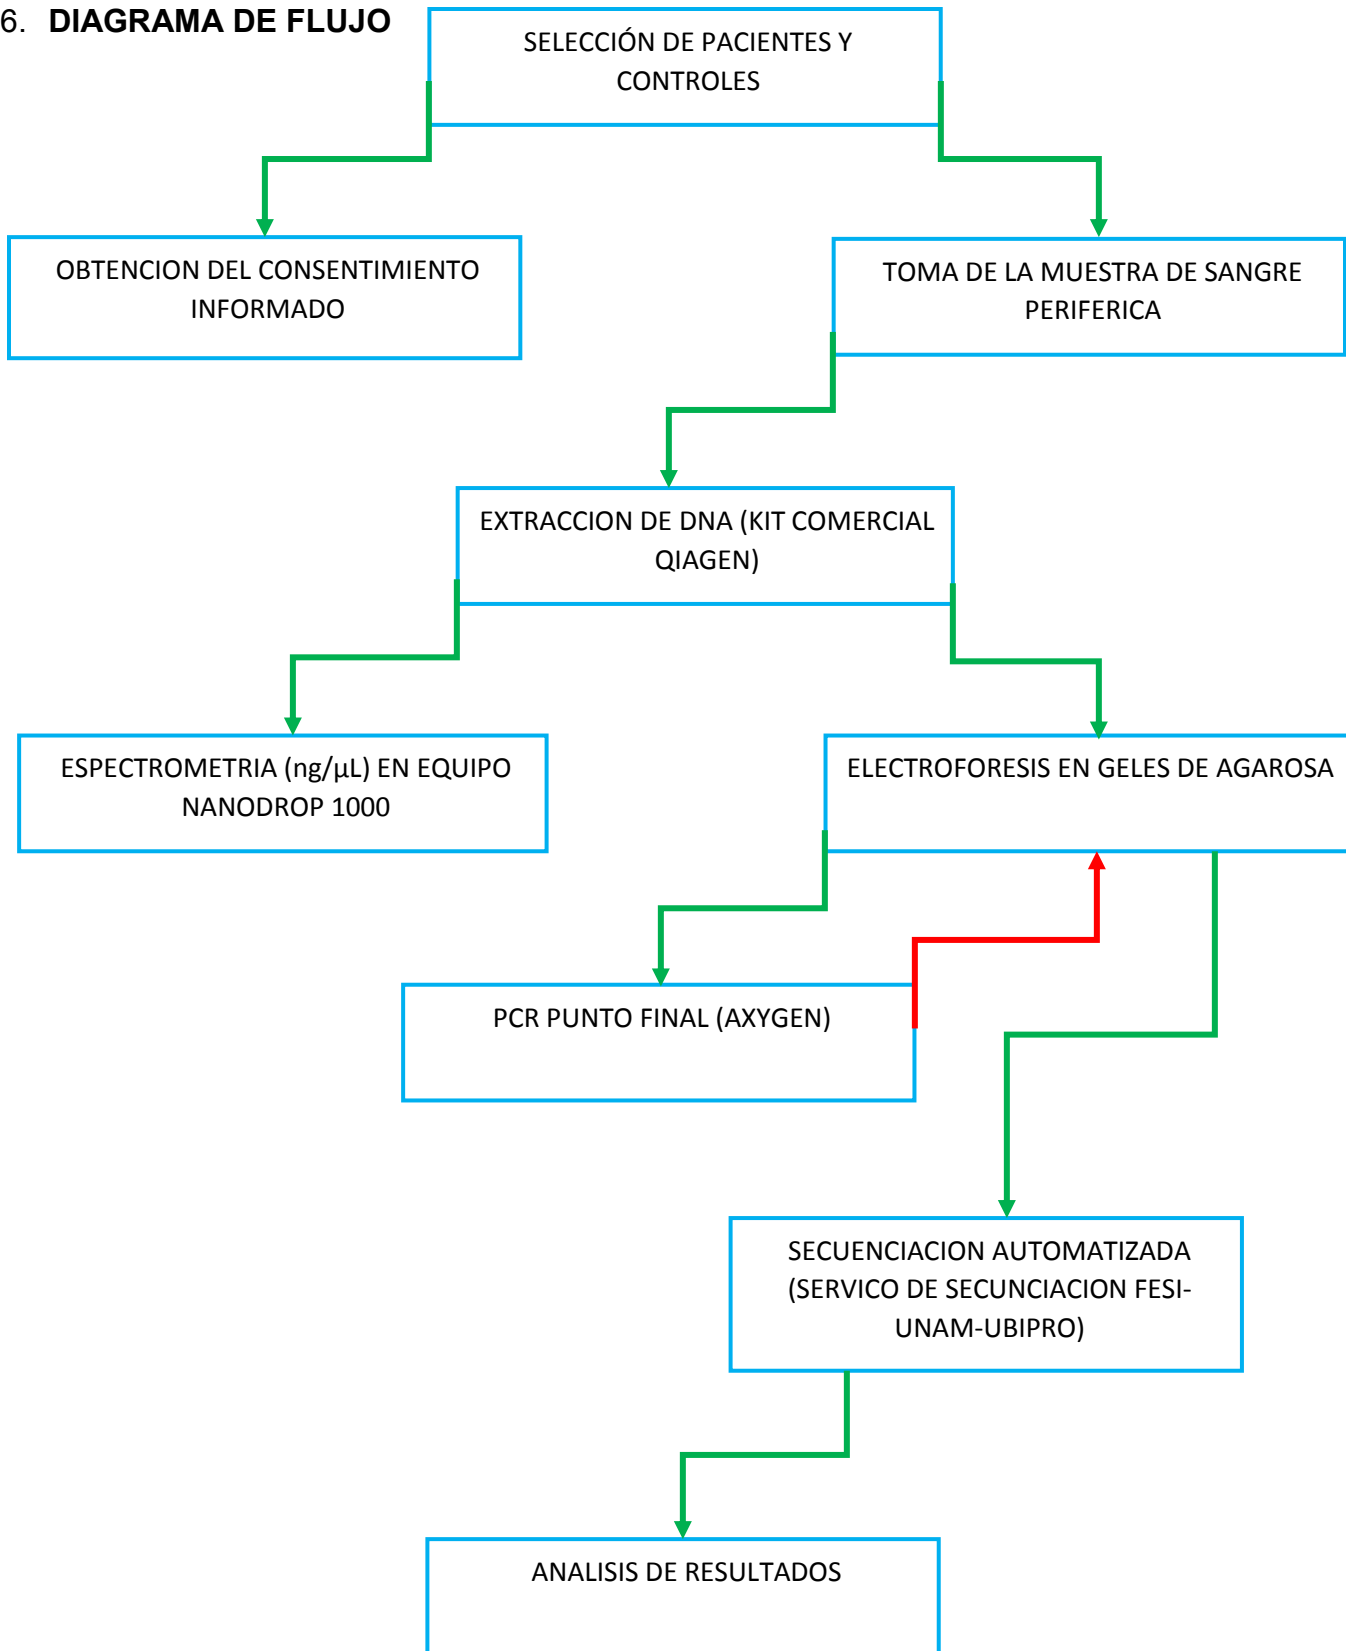 6. DIAGRAMA DE FLUJO
SELECCIÓN DE PACIENTES Y
CONTROLES
OBTENCION DEL CONSENTIMIENTO
INFORMADO
TOMA DE LA MUESTRA DE SANGRE
PERIFERICA
EXTRACCION DE DNA (KIT COMERCIAL
QIAGEN)
ESPECTROMETRIA (ng/µL) EN EQUIPO
NANODROP 1000
ELECTROFORESIS EN GELES DE AGAROSA
PCR PUNTO FINAL (AXYGEN)
SECUENCIACION AUTOMATIZADA
(SERVICO DE SECUNCIACION FESI-
UNAM-UBIPRO)
ANALISIS DE RESULTADOS